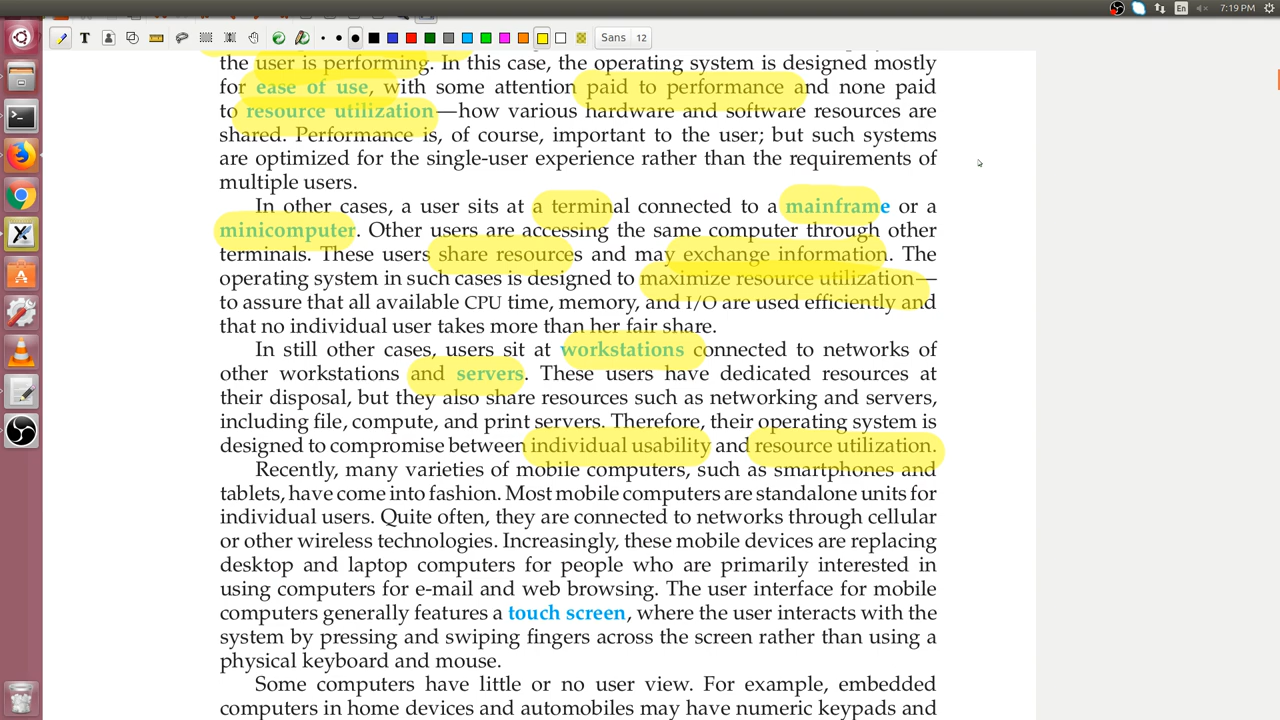 En
7:19 PM
T
Sans 12
the user is performing. In this case, the operating system is designed mostly
for ease of use, with some attention paid to performance and none paid
to resource utilization—how various hardware and software resources are
shared. Performance is, of course, important to the user; but such systems
are optimized for the single-user experience rather than the requirements of
multiple users.
In other cases, a user sits at a terminal connected to a mainframe or a
minicomputer. Other users are accessing the same computer through other
terminals. These users share resources and may exchange information. The
operating system in such cases is designed to maximize resource utilization—
to assure that all available CPU time, memory, and I/O are used efficiently and
that no individual user takes more than her fair share.
In still other cases, users sit at workstations connected to networks of
other workstations and servers. These users have dedicated resources at
their disposal, but they also share resources such as networking and servers,
including file, compute, and print servers. Therefore, their operating system is
designed to compromise between individual usability and resource utilization.
Recently, many varieties of mobile computers, such as smartphones and
tablets, have come into fashion. Most mobile computers are standalone units for
individual users. Quite often, they are connected to networks through cellular
or other wireless technologies. Increasingly, these mobile devices are replacing
desktop and laptop computers for people who are primarily interested in
using computers for e-mail and web browsing. The user interface for mobile
computers generally features a touch screen, where the user interacts with the
system by pressing and swiping fingers across the screen rather than using a
physical keyboard and mouse.
Some computers have little or no user view. For example, embedded
computers in home devices and automobiles may have numeric keypads and